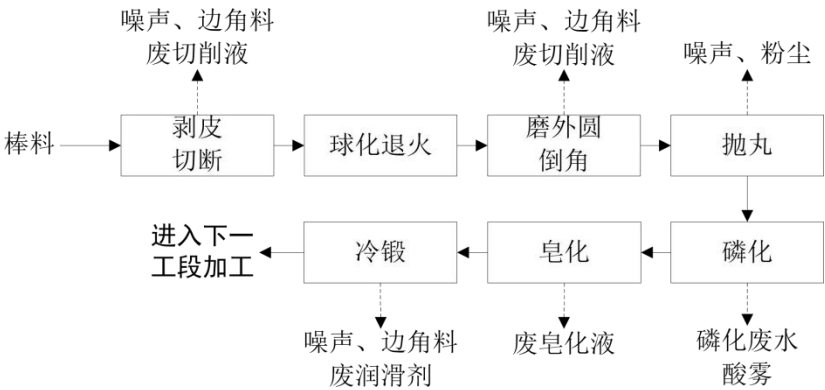 噪声、边角料
废切削液
噪声、边角料
废切削液
噪声、粉尘
棒料
剥皮
切断
球化退火
磨外圆
倒角
抛丸
进入下一
工段加工
冷锻
皂化
磷化
噪声、边角料
废润滑剂
废皂化液
磷化废水
酸雾